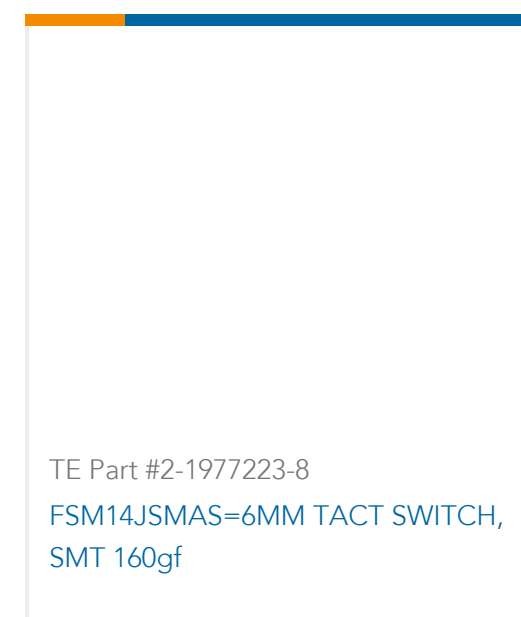 TE Part #2-1977223-8
FSM14JSMAS=6MM TACT SWITCH,
SMT 160gf